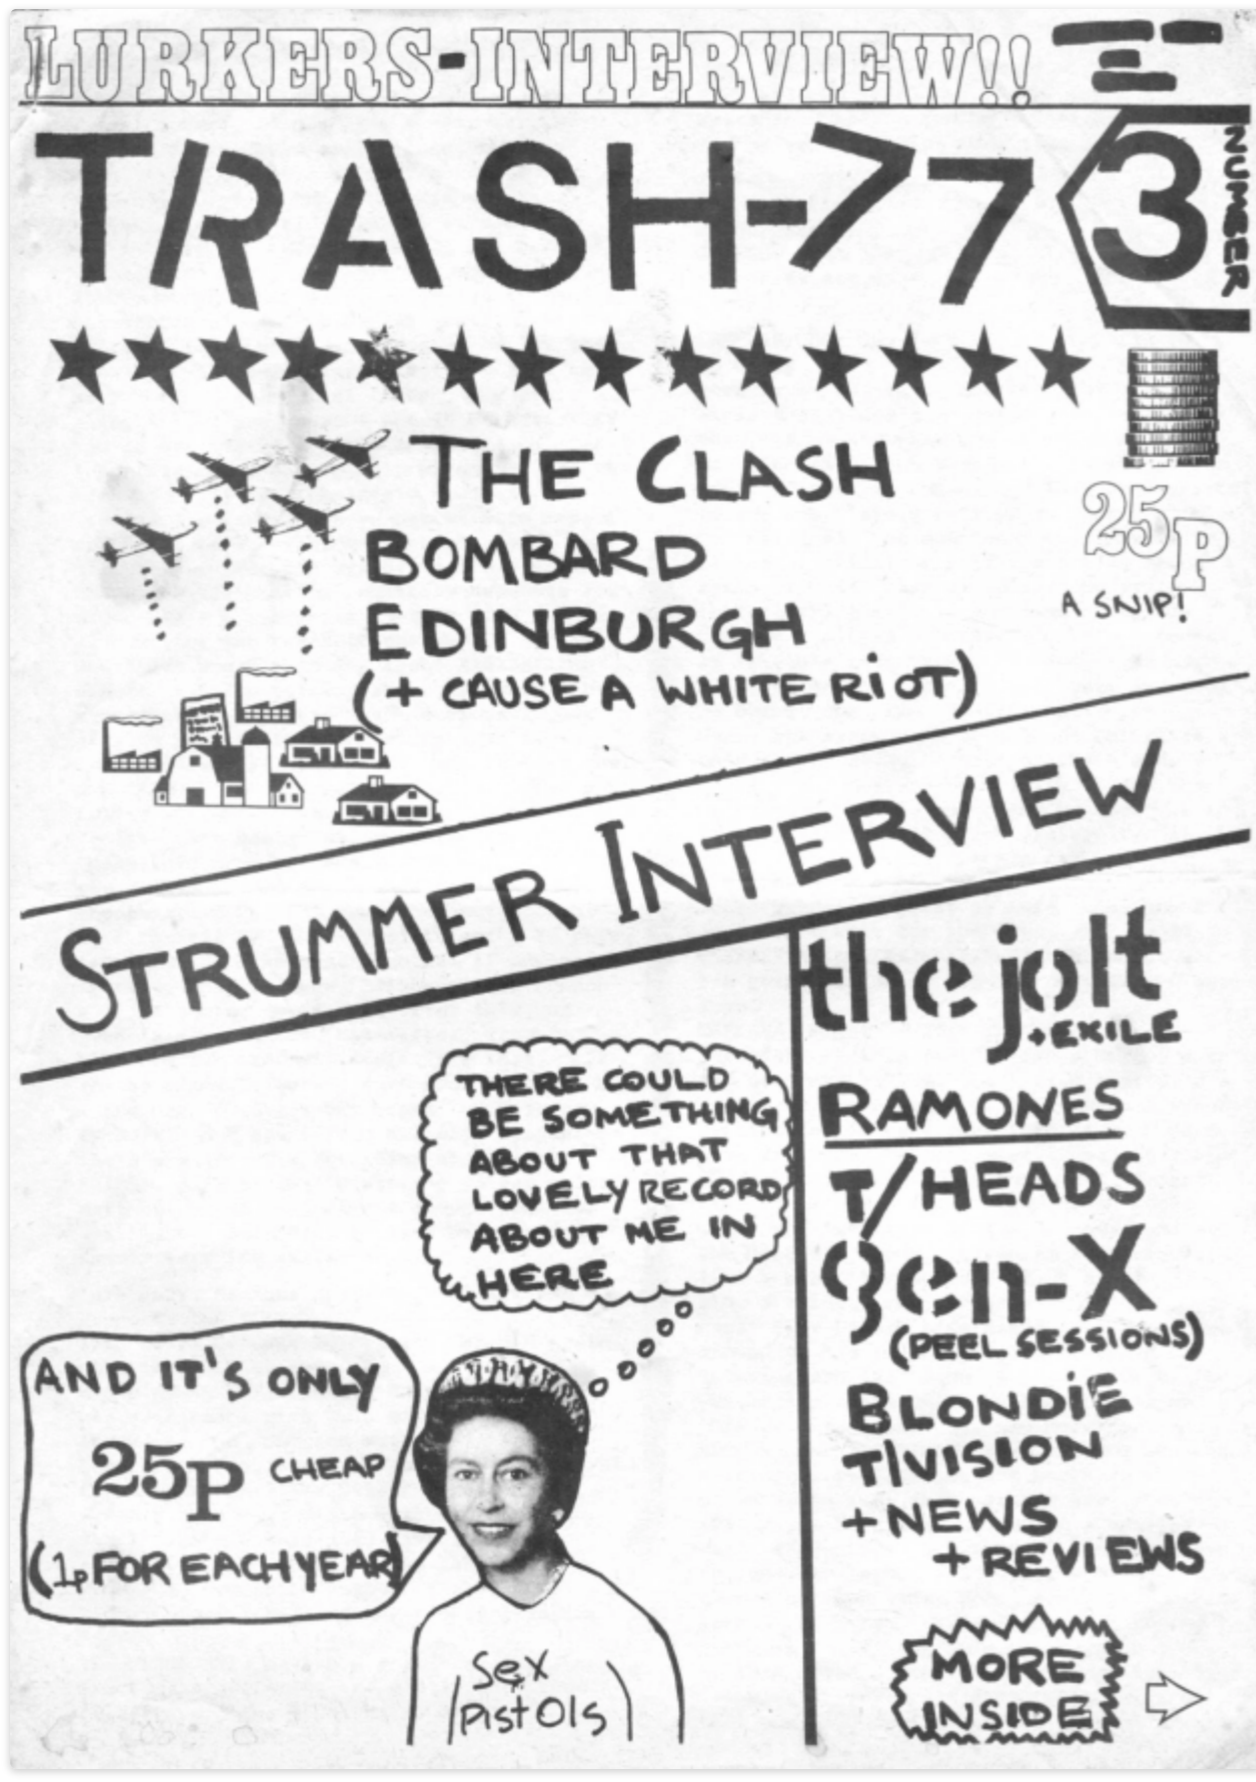 LURKERS-INTERVIEW!!
TRASH-77
3
NUMBER
THE CLASH
BOMBARD
EDINBURGH
(+ CAUSE A WHITE RiOT)
25P
A SNIP!
STRUMMER INTERVIEW
the jolt
+EXILE
RAMONES
T/HEADS
gen-X
(PEEL SESSIONS)
BLONDiE
T|VISION
+NEWS
+REVIEWS
MORE
INSIDE
THERE COULD
BE SOMETHING
ABOUT THAT
LOVELY RECORD
ABOUT ME IN
HERE
AND IT'S ONLY
25p CHEAP
(1p FOR EACH YEAR)
Sex
PistOls